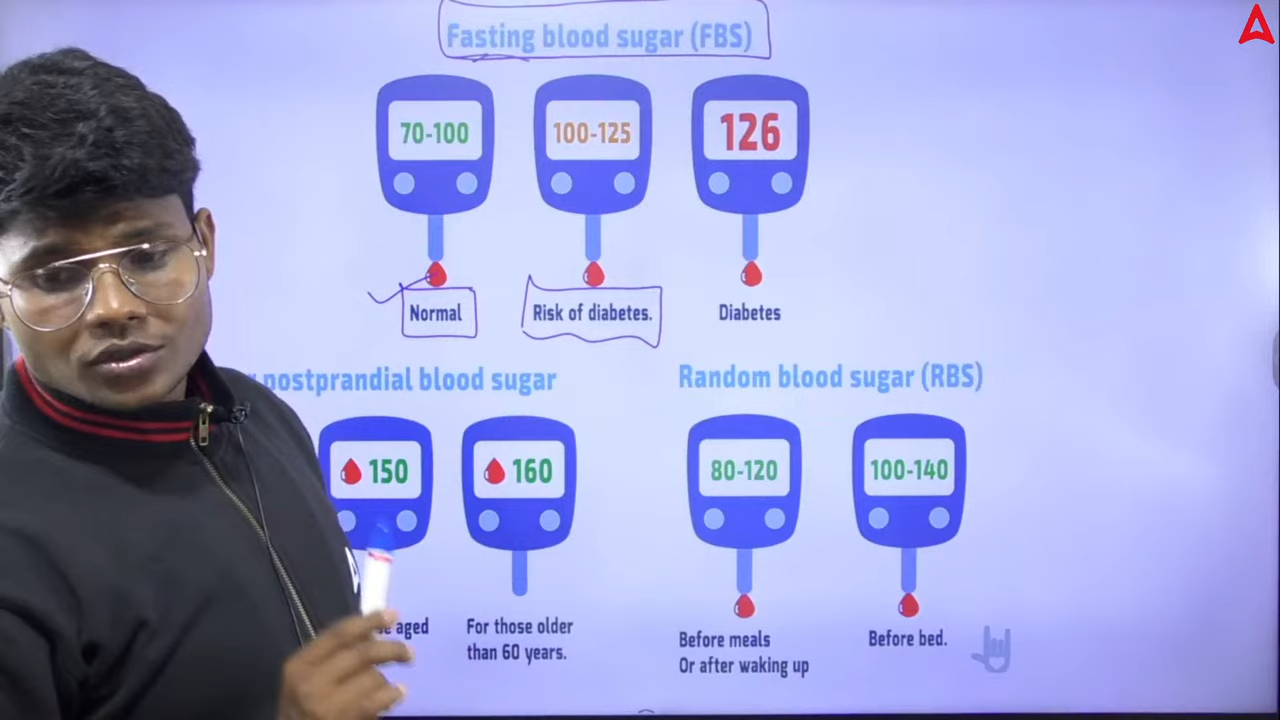 Fasting blood sugar (FBS)
70-100
100-125
126
Normal
Risk of diabetes.
Diabetes
postprandial blood sugar
Random blood sugar (RBS)
150
160
80-120
100-140
aged
For those older
than 60 years.
Before meals
Or after waking up
Before bed.